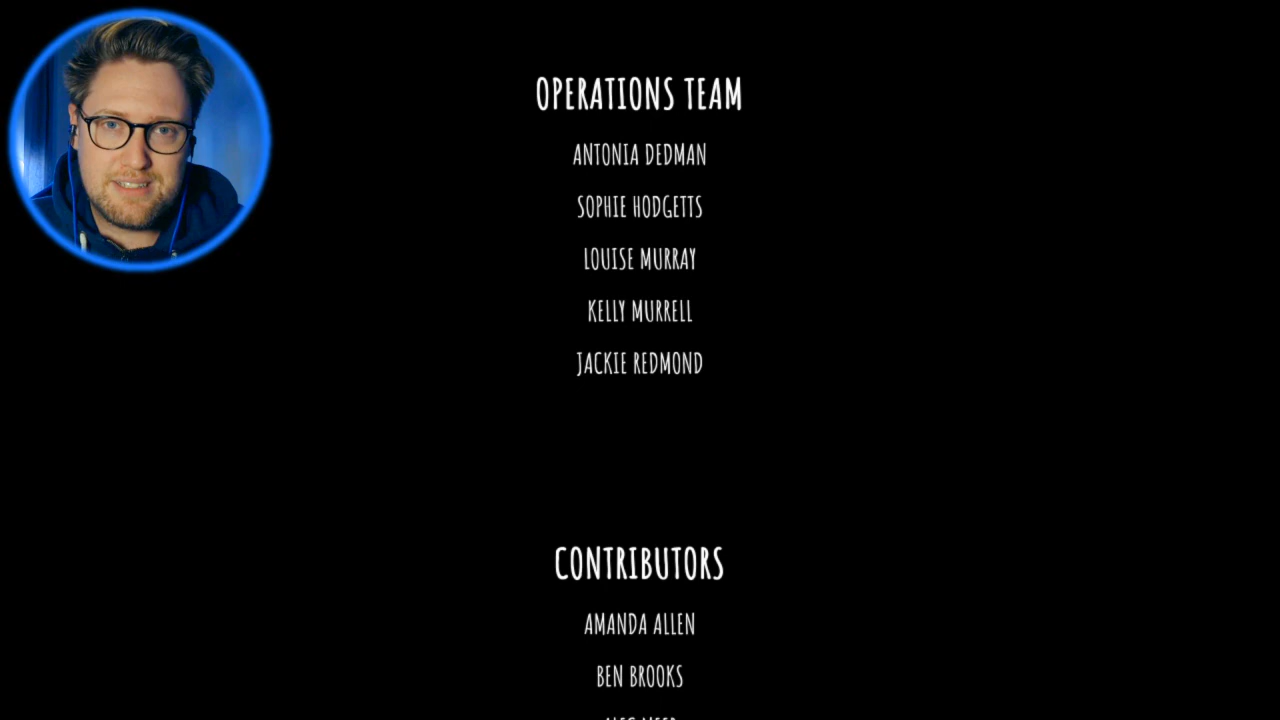 OPERATIONS TEAM
ANTONIA DEDMAN
SOPHIE HODGETTS
LOUISE MURRAY
KELLY MURRELL
JACKIE REDMOND
CONTRIBUTORS
AMANDA ALLEN
BEN BROOKS